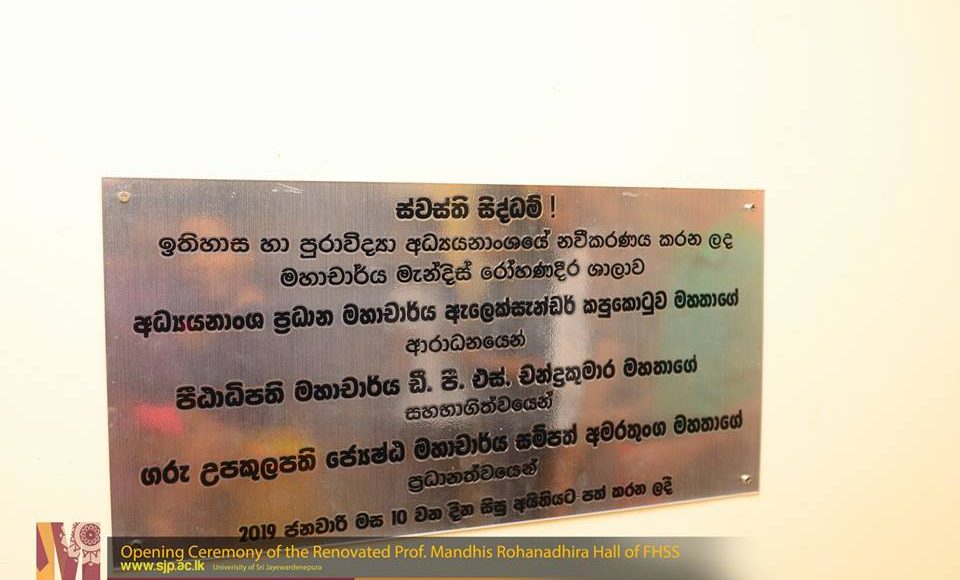 ස්වස්ති සිද්ධම් !
ඉතිහාස හා පුරාවිද්‍යා අධ්‍යයනාංශයේ නවීකරණය කරන ලද
මහාචාර්ය මැන්දිස් රෝහණදීර ශාලාව
අධ්‍යයනාංශ ප්‍රධාන මහාචාර්ය ඇලෙක්සැන්ඩර් කපුකොටුව මහතාගේ
ආරාධනයෙන්
පීඨාධිපති මහාචාර්ය ඩී. පී. එස්. චන්ද්‍රකුමාර මහතාගේ
සහභාගිත්වයෙන්
ගරු උපකුලපති ජ්‍යෙෂ්ඨ මහාචාර්ය සම්පත් අමරතුංග මහතාගේ
ප්‍රධානත්වයෙන්
2019 ජනවාරි මස 10 වන දින සිසු අයිතියට පත් කරන ලදී
Opening Ceremony of the Renovated Prof. Mandhis Rohanadhira Hall of FHSS
www.sjp.ac.lk Univerisity of Sri Jayewardenepura